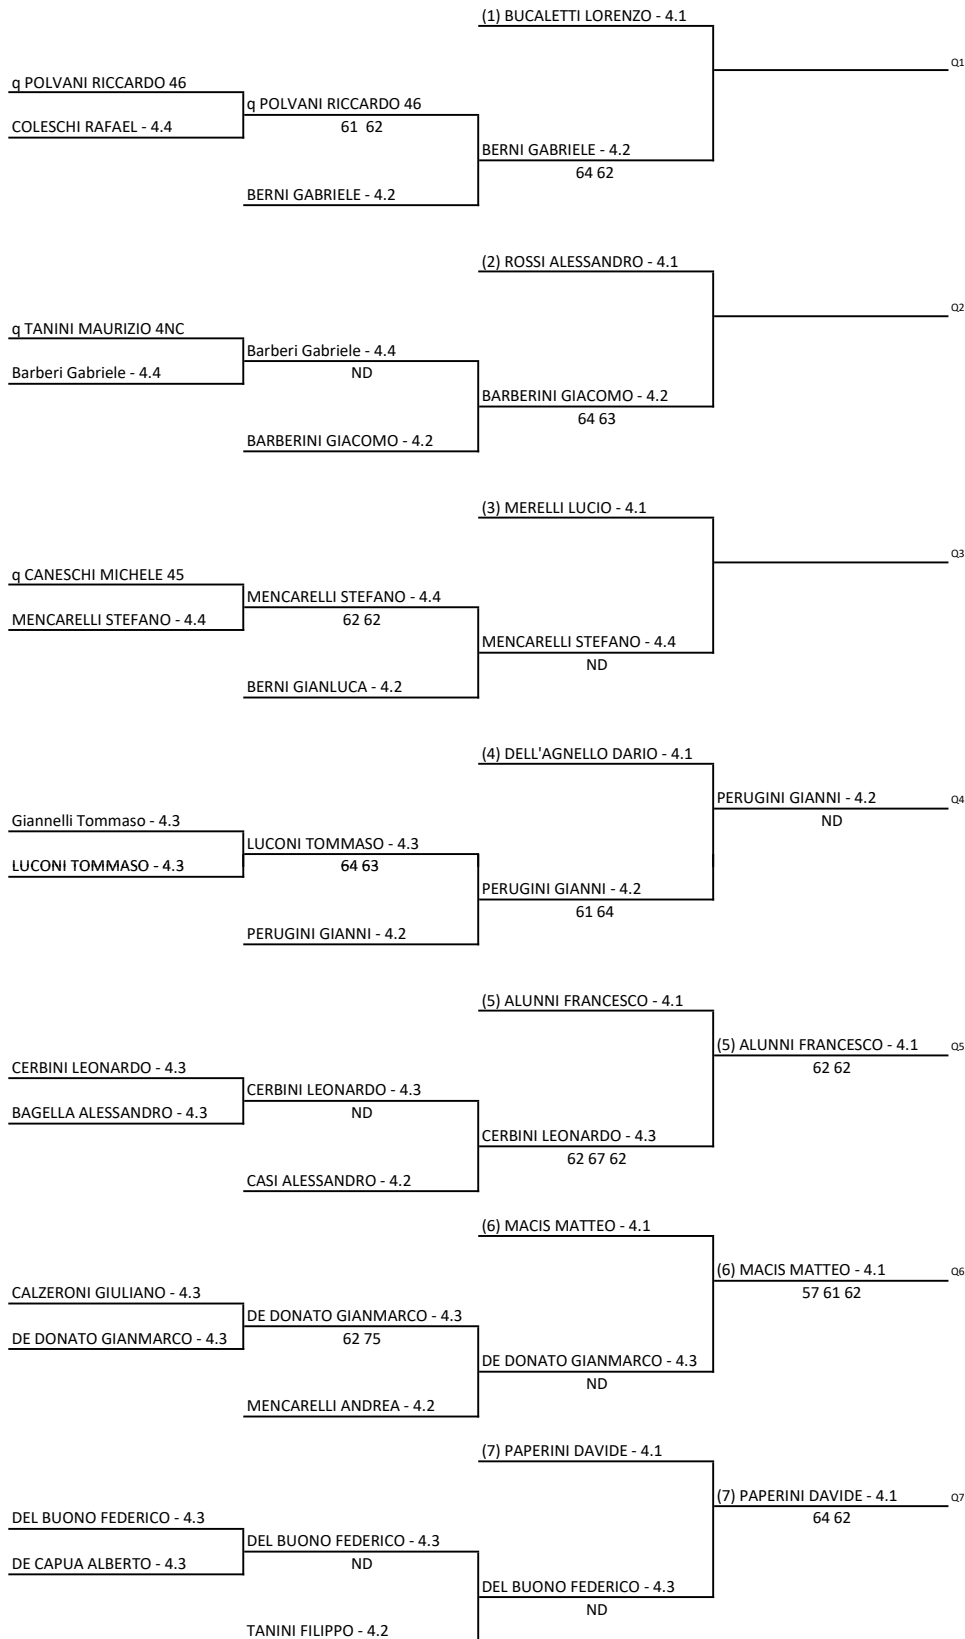 (1) BUCALETTI LORENZO - 4.1
Q1
q POLVANI RICCARDO 46
q POLVANI RICCARDO 46
COLESCHI RAFAEL - 4.4
61 62
BERNI GABRIELE - 4.2
64 62
BERNI GABRIELE - 4.2
(2) ROSSI ALESSANDRO - 4.1
Q2
q TANINI MAURIZIO 4NC
Barberi Gabriele - 4.4
Barberi Gabriele - 4.4
ND
BARBERINI GIACOMO - 4.2
64 63
BARBERINI GIACOMO - 4.2
(3) MERELLI LUCIO - 4.1
Q3
q CANESCHI MICHELE 45
MENCARELLI STEFANO - 4.4
MENCARELLI STEFANO - 4.4
62 62
MENCARELLI STEFANO - 4.4
ND
BERNI GIANLUCA - 4.2
(4) DELL'AGNELLO DARIO - 4.1
PERUGINI GIANNI - 4.2
Q4
ND
Giannelli Tommaso - 4.3
LUCONI TOMMASO - 4.3
LUCONI TOMMASO - 4.3
64 63
PERUGINI GIANNI - 4.2
61 64
PERUGINI GIANNI - 4.2
(5) ALUNNI FRANCESCO - 4.1
(5) ALUNNI FRANCESCO - 4.1
Q5
62 62
CERBINI LEONARDO - 4.3
CERBINI LEONARDO - 4.3
BAGELLA ALESSANDRO - 4.3
ND
CERBINI LEONARDO - 4.3
62 67 62
CASI ALESSANDRO - 4.2
(6) MACIS MATTEO - 4.1
(6) MACIS MATTEO - 4.1
Q6
57 61 62
CALZERONI GIULIANO - 4.3
DE DONATO GIANMARCO - 4.3
DE DONATO GIANMARCO - 4.3
62 75
DE DONATO GIANMARCO - 4.3
ND
MENCARELLI ANDREA - 4.2
(7) PAPERINI DAVIDE - 4.1
(7) PAPERINI DAVIDE - 4.1
Q7
64 62
DEL BUONO FEDERICO - 4.3
DEL BUONO FEDERICO - 4.3
DE CAPUA ALBERTO - 4.3
ND
DEL BUONO FEDERICO - 4.3
ND
TANINI FILIPPO - 4.2